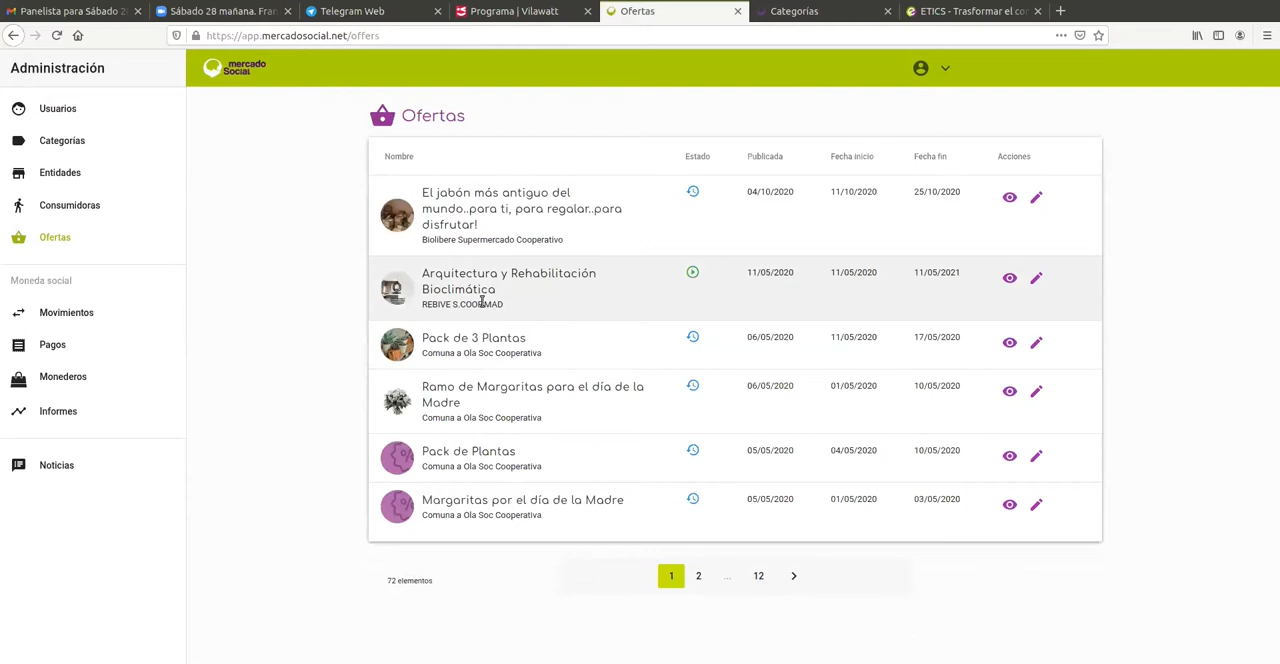 Panelista para Sábado 2
Sábado 28 mañana. Fran
Telegram Web
Programa | Vilawatt
Ofertas
Categorías
ETICS - Trasformar el co
https://app.mercadosocial.net/offers
Administración
mercado
Social
Usuarios
Categorías
Entidades
Consumidoras
Ofertas
Moneda social
Movimientos
Pagos
Monederos
Informes
Noticias
Ofertas
Nombre Estado Publicada Fecha inicio Fecha fin Acciones
El jabón más antiguo del 04/10/2020 11/10/2020 25/10/2020
mundo..para ti, para regalar..para
disfrutar!
Biolibere Supermercado Cooperativo
Arquitectura y Rehabilitación 11/05/2020 11/05/2020 11/05/2021
Bioclimática
REBIVE S.COOP.MAD
Pack de 3 Plantas 06/05/2020 11/05/2020 17/05/2020
Comuna a Ola Soc Cooperativa
Ramo de Margaritas para el día de la 06/05/2020 01/05/2020 10/05/2020
Madre
Comuna a Ola Soc Cooperativa
Pack de Plantas 05/05/2020 04/05/2020 10/05/2020
Comuna a Ola Soc Cooperativa
Margaritas por el día de la Madre 05/05/2020 01/05/2020 03/05/2020
Comuna a Ola Soc Cooperativa
72 elementos 1 2 ... 12